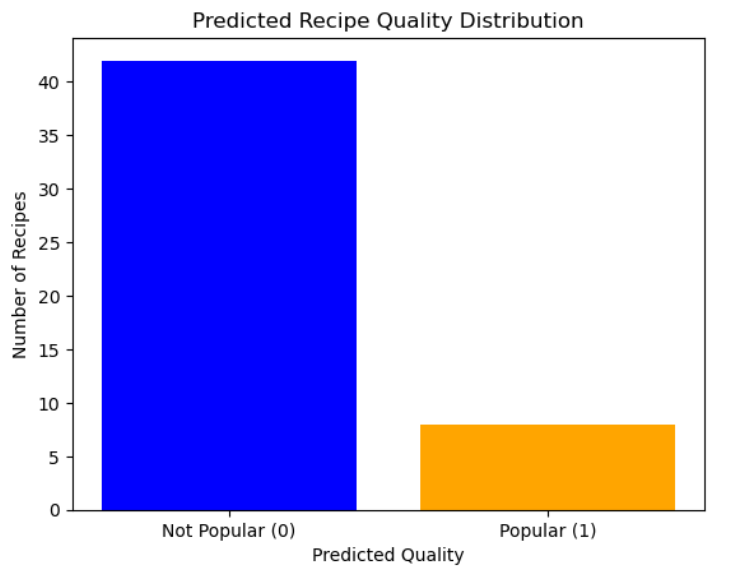 Predicted Recipe Quality Distribution
Number of Recipes
40
35
30
25
20
15
10
5
0
Not Popular (0) Popular (1)
Predicted Quality